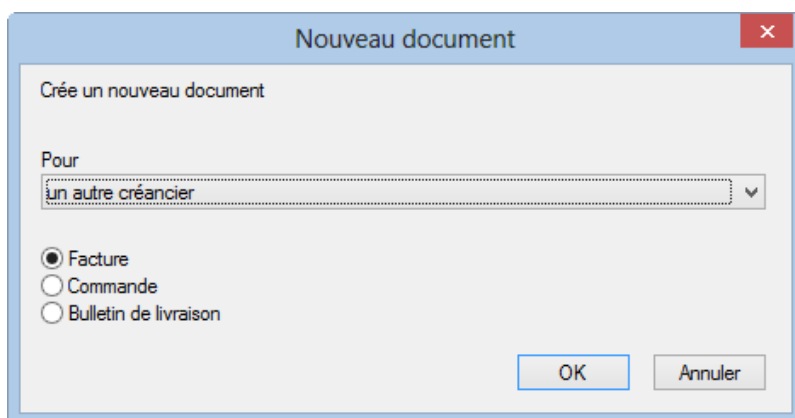 Nouveau document
Crée un nouveau document
Pour
un autre créancier
Facture
Commande
Bulletin de livraison
OK
Annuler